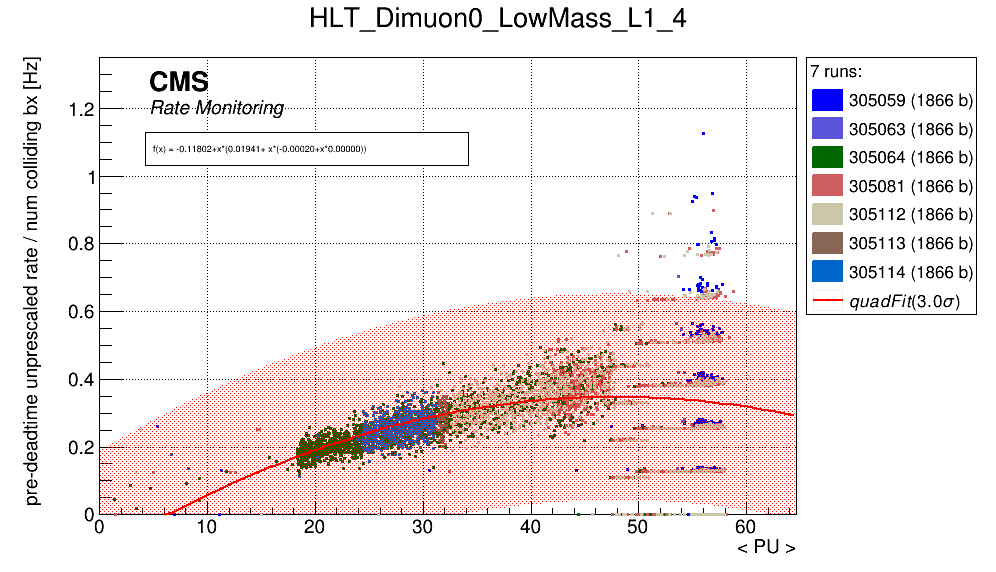 HLT_Dimuon0_LowMass_L1_4
pre-deadtime unprescaled rate / num colliding bx [Hz]
CMS
Rate Monitoring
f(x) = -0.11802+x*(0.01941+ x*(-0.00020+x*0.00000))
1.2
1
0.8
0.6
0.4
0.2
0
0 10 20 30 40 50 60
< PU >
7 runs:
305059 (1866 b)
305063 (1866 b)
305064 (1866 b)
305081 (1866 b)
305112 (1866 b)
305113 (1866 b)
305114 (1866 b)
quadFit(3.0σ)